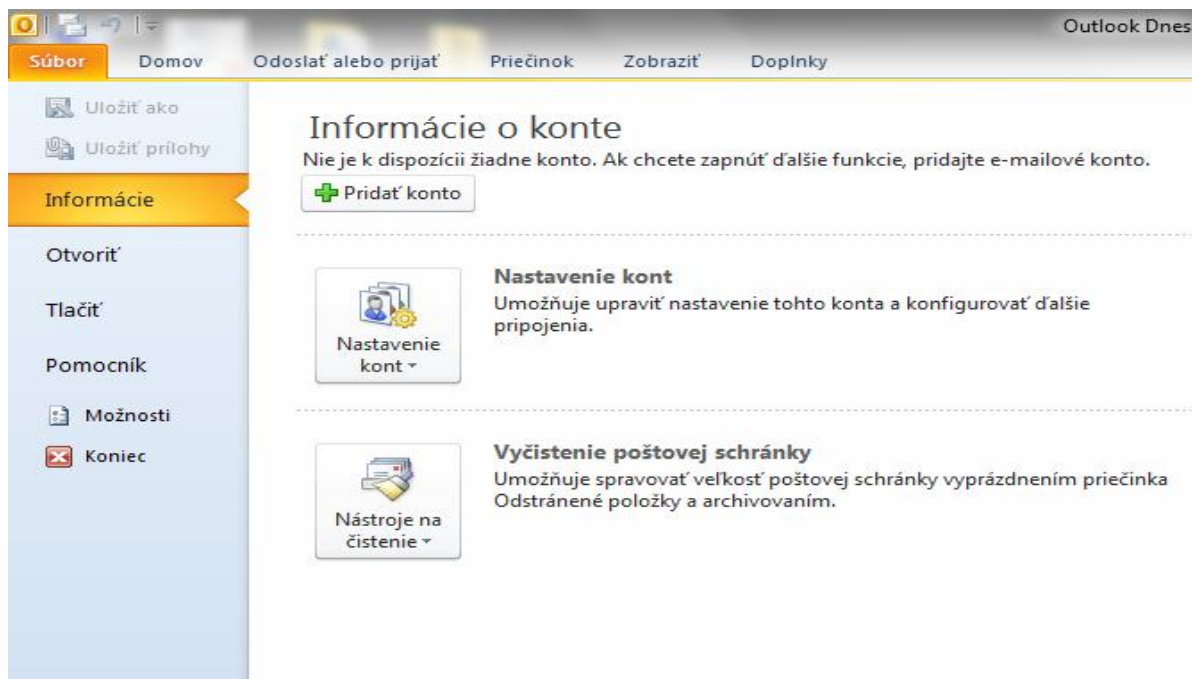 Outlook Dnes
Súbor Domov Odoslať alebo prijať Priečinok Zobraziť Doplnky
Uložiť ako
Uložiť prílohy
Informácie
Otvoriť
Tlačiť
Pomocník
Možnosti
Koniec
Informácie o konte
Nie je k dispozícii žiadne konto. Ak chcete zapnúť ďalšie funkcie, pridajte e-mailové konto.
Pridať konto
Nastavenie
kont
Nastavenie kont
Umožňuje upraviť nastavenie tohto konta a konfigurovať ďalšie
pripojenia.
Nástroje na
čistenie
Vyčistenie poštovej schránky
Umožňuje spravovať veľkosť poštovej schránky vyprázdnením priečinka
Odstránené položky a archivovaním.